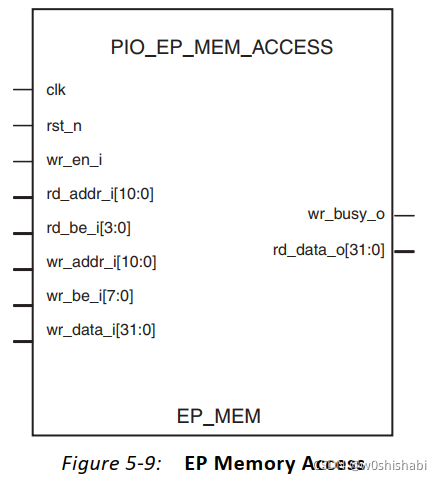 PIO_EP_MEM_ACCESS
clk
rst_n
wr_en_i
rd_addr_i[10:0]
rd_be_i[3:0]
wr_addr_i[10:0]
wr_be_i[7:0]
wr_data_i[31:0]
wr_busy_o
rd_data_o[31:0]
EP_MEM
Figure 5-9: EP Memory Access
CSDN @w0shishabi